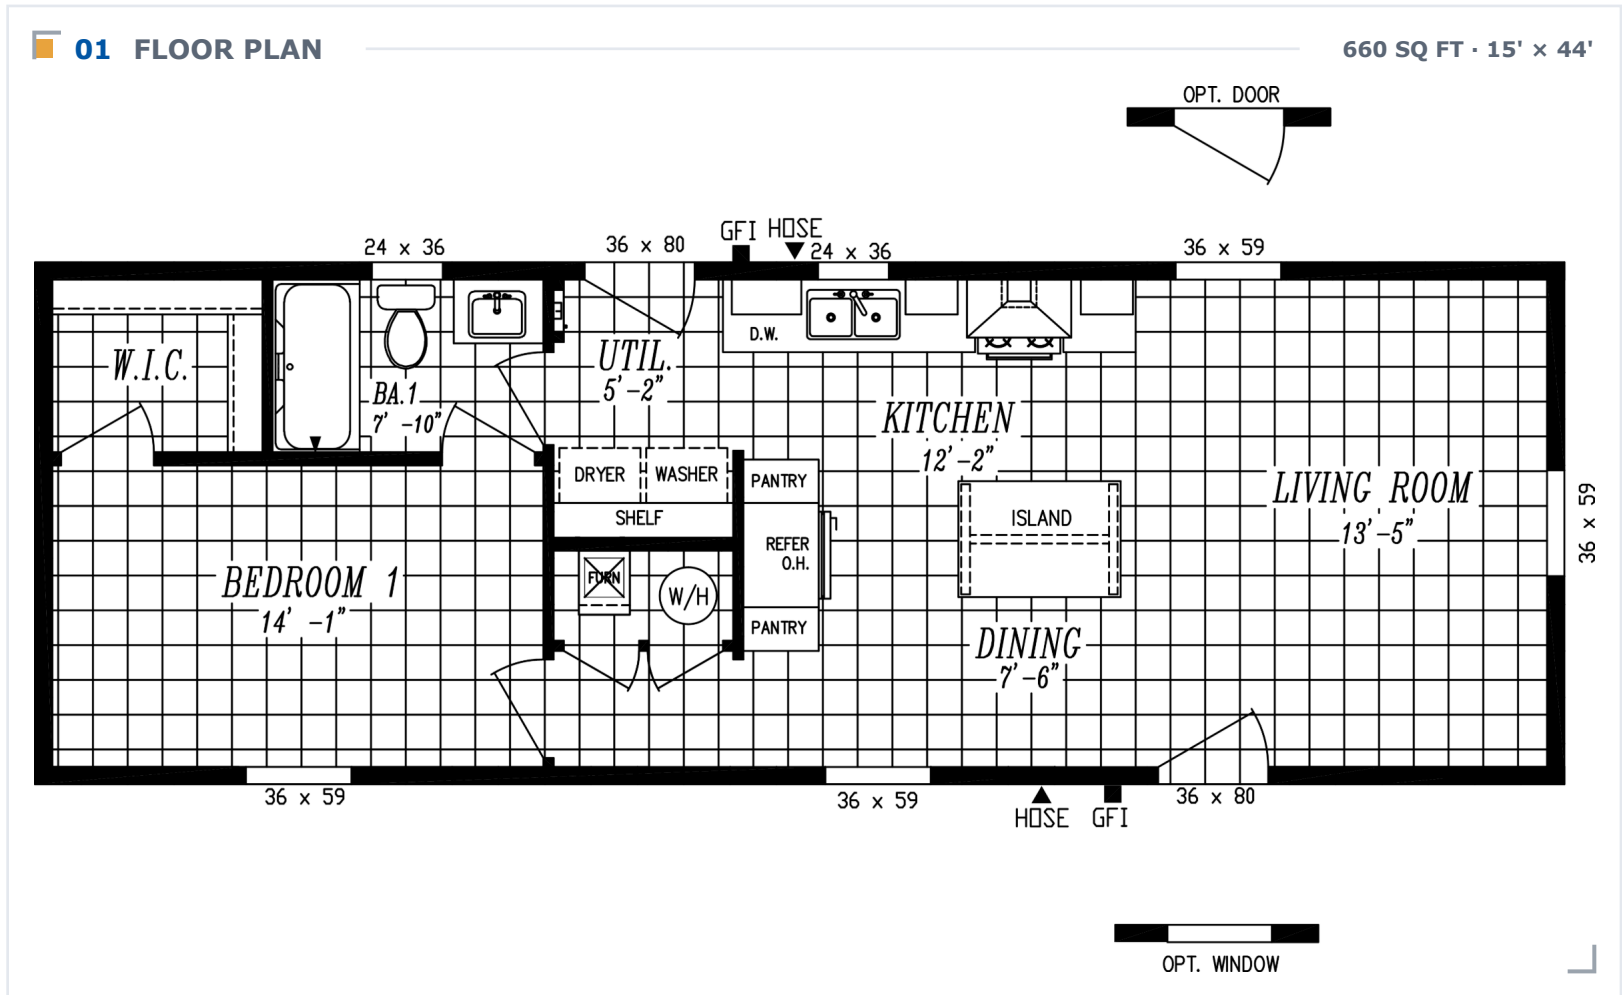 01 FLOOR PLAN
660 SQ FT · 15' × 44'
OPT. DOOR
GFI HOSE
24 x 36
36 x 80
24 x 36
36 x 59
W.I.C.
BA.1
7' -10"
UTIL.
5'-2"
D.W.
KITCHEN
12'-2"
DRYER
WASHER
SHELF
PANTRY
REFER
O.H.
PANTRY
ISLAND
LIVING ROOM
13'-5"
36 x 59
BEDROOM 1
14' -1"
FURN
W/H
DINING
7'-6"
36 x 59
36 x 59
HOSE GFI
36 x 80
OPT. WINDOW